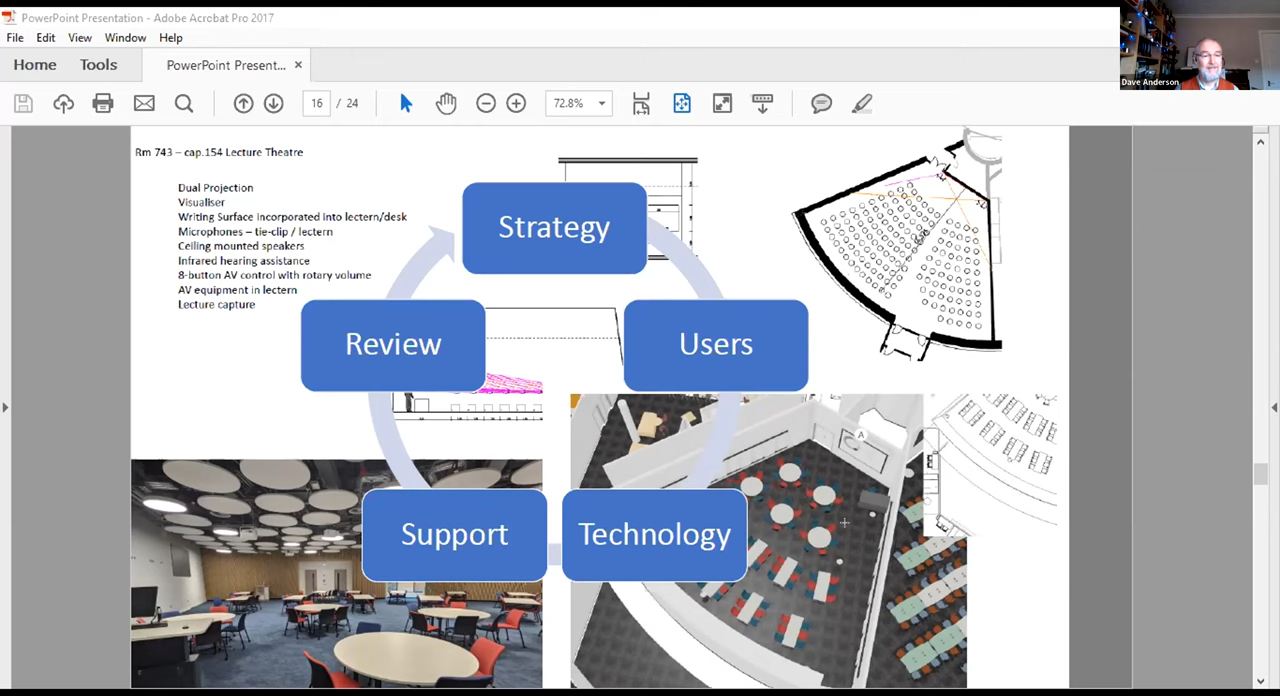 PowerPoint Presentation - Adobe Acrobat Pro 2017
File Edit View Window Help
Home Tools PowerPoint Present... ×
16 / 24 72.8%
Dave Anderson
Rm 743 – cap.154 Lecture Theatre
Dual Projection
Visualiser
Writing Surface incorporated into lectern/desk
Microphones – tie-clip / lectern
Ceiling mounted speakers
Infrared hearing assistance
8-button AV control with rotary volume
AV equipment in lectern
Lecture capture
Strategy
Review
Users
A
Support
Technology